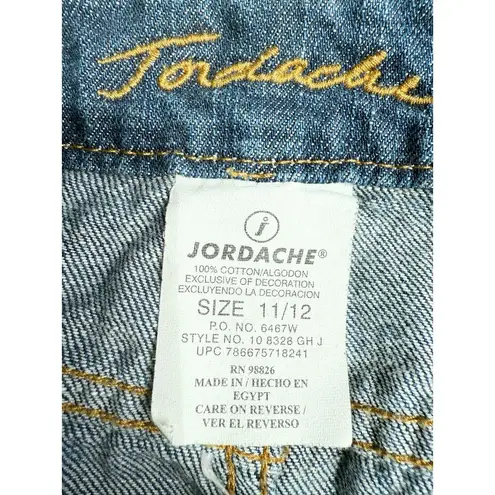 Jordache
j
JORDACHE®
100% COTTON/ALGODON
EXCLUSIVE OF DECORATION
EXCLUYENDO LA DECORACION
SIZE 11/12
P.O. NO. 6467W
STYLE NO. 10 8328 GH J
UPC 786675718241
RN 98826
MADE IN / HECHO EN
EGYPT
CARE ON REVERSE /
VER EL REVERSO